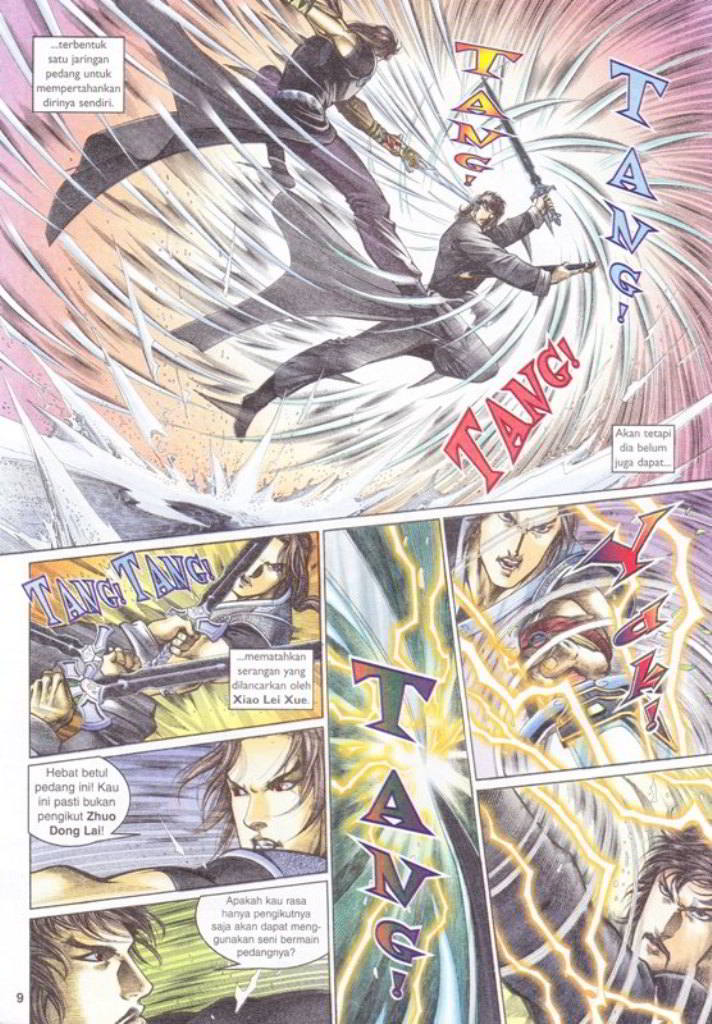 ...terbentuk
satu jaringan
pedang untuk
mempertahankan
dirinya sendiri.
TANG!
TANG!
TANG!
Akan tetapi
dia belum
juga dapat...
TANG! TANG!
...mematahkan
serangan yang
dilancarkan oleh
Xiao Lei Xue.
Hebat betul
pedang ini! Kau
ini pasti bukan
pengikut Zhuo
Dong Lai!
Apakah kau rasa
hanya pengikutnya
saja akan dapat meng-
gunakan seni bermain
pedangnya?
TANG!
9